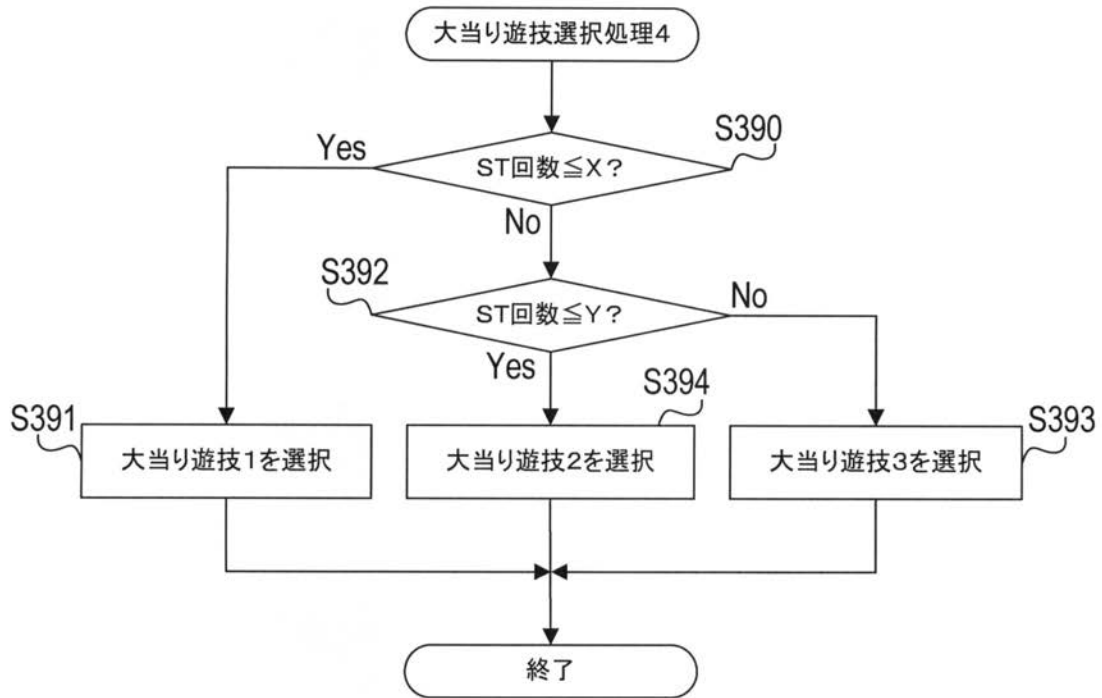 大当り遊技選択処理4
S390
Yes
ST回数≦X?
No
S392
ST回数≦Y?
No
Yes
S391
S394
S393
大当り遊技1を選択
大当り遊技2を選択
大当り遊技3を選択
終了